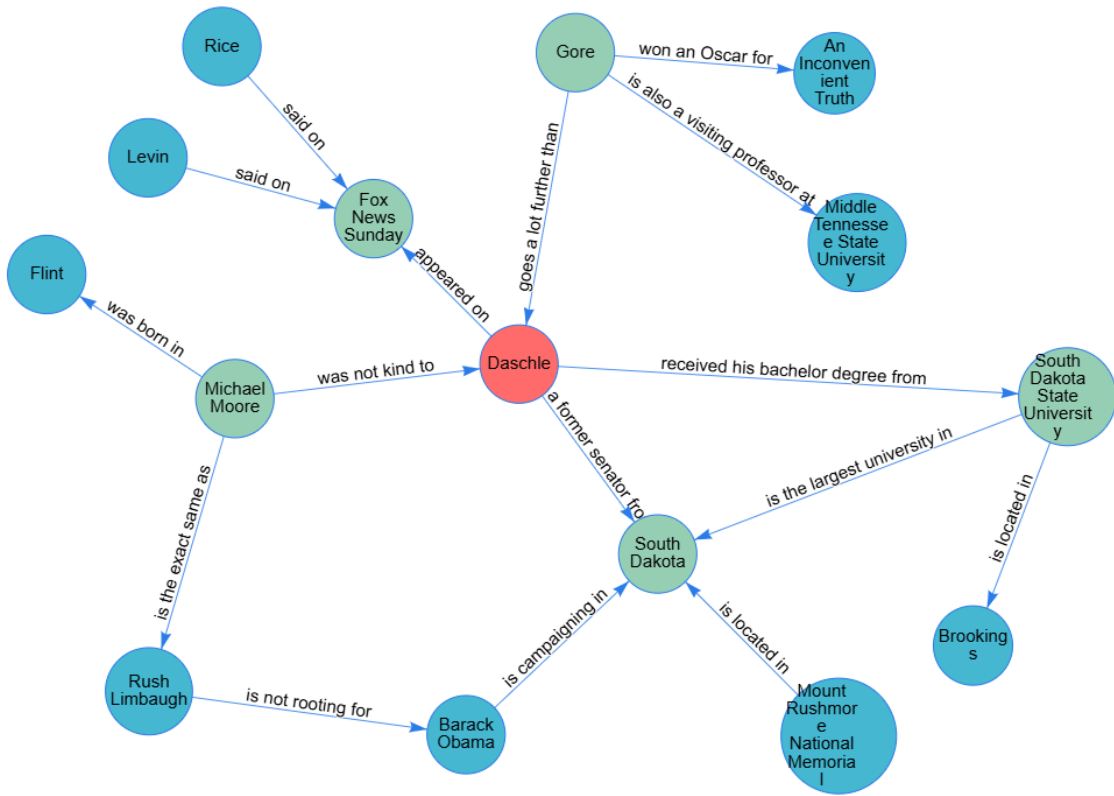 Rice
Gore
won an Oscar for
An
Inconvenien
t
Truth
said on
is also a visiting professor at
Levin
said on
goes a lot further than
Fox
News
Sunday
Middle
Tennesse
e State
Universit
y
Flint
appeared on
was born in
Daschle
Michael
Moore
was not kind to
received his bachelor degree from
South
Dakota
State
Universit
y
a former senator fro
is the largest university in
is located in
is the exact same as
South
Dakota
is campaigning in
is located in
Brooking
s
Rush
Limbaugh
is not rooting for
Barack
Obama
Mount
Rushmor
e
National
Memoria
l